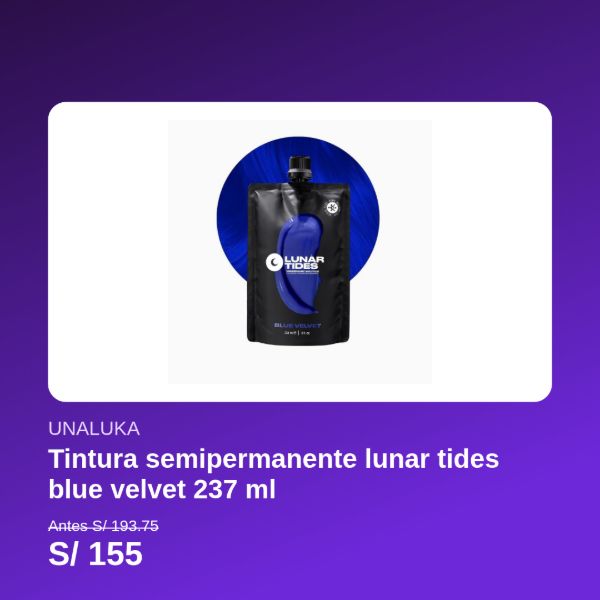 LUNAR
TIDES
BLUE VELVET
UNALUKA
Tintura semipermanente lunar tides
blue velvet 237 ml
Antes S/ 193.75
S/ 155